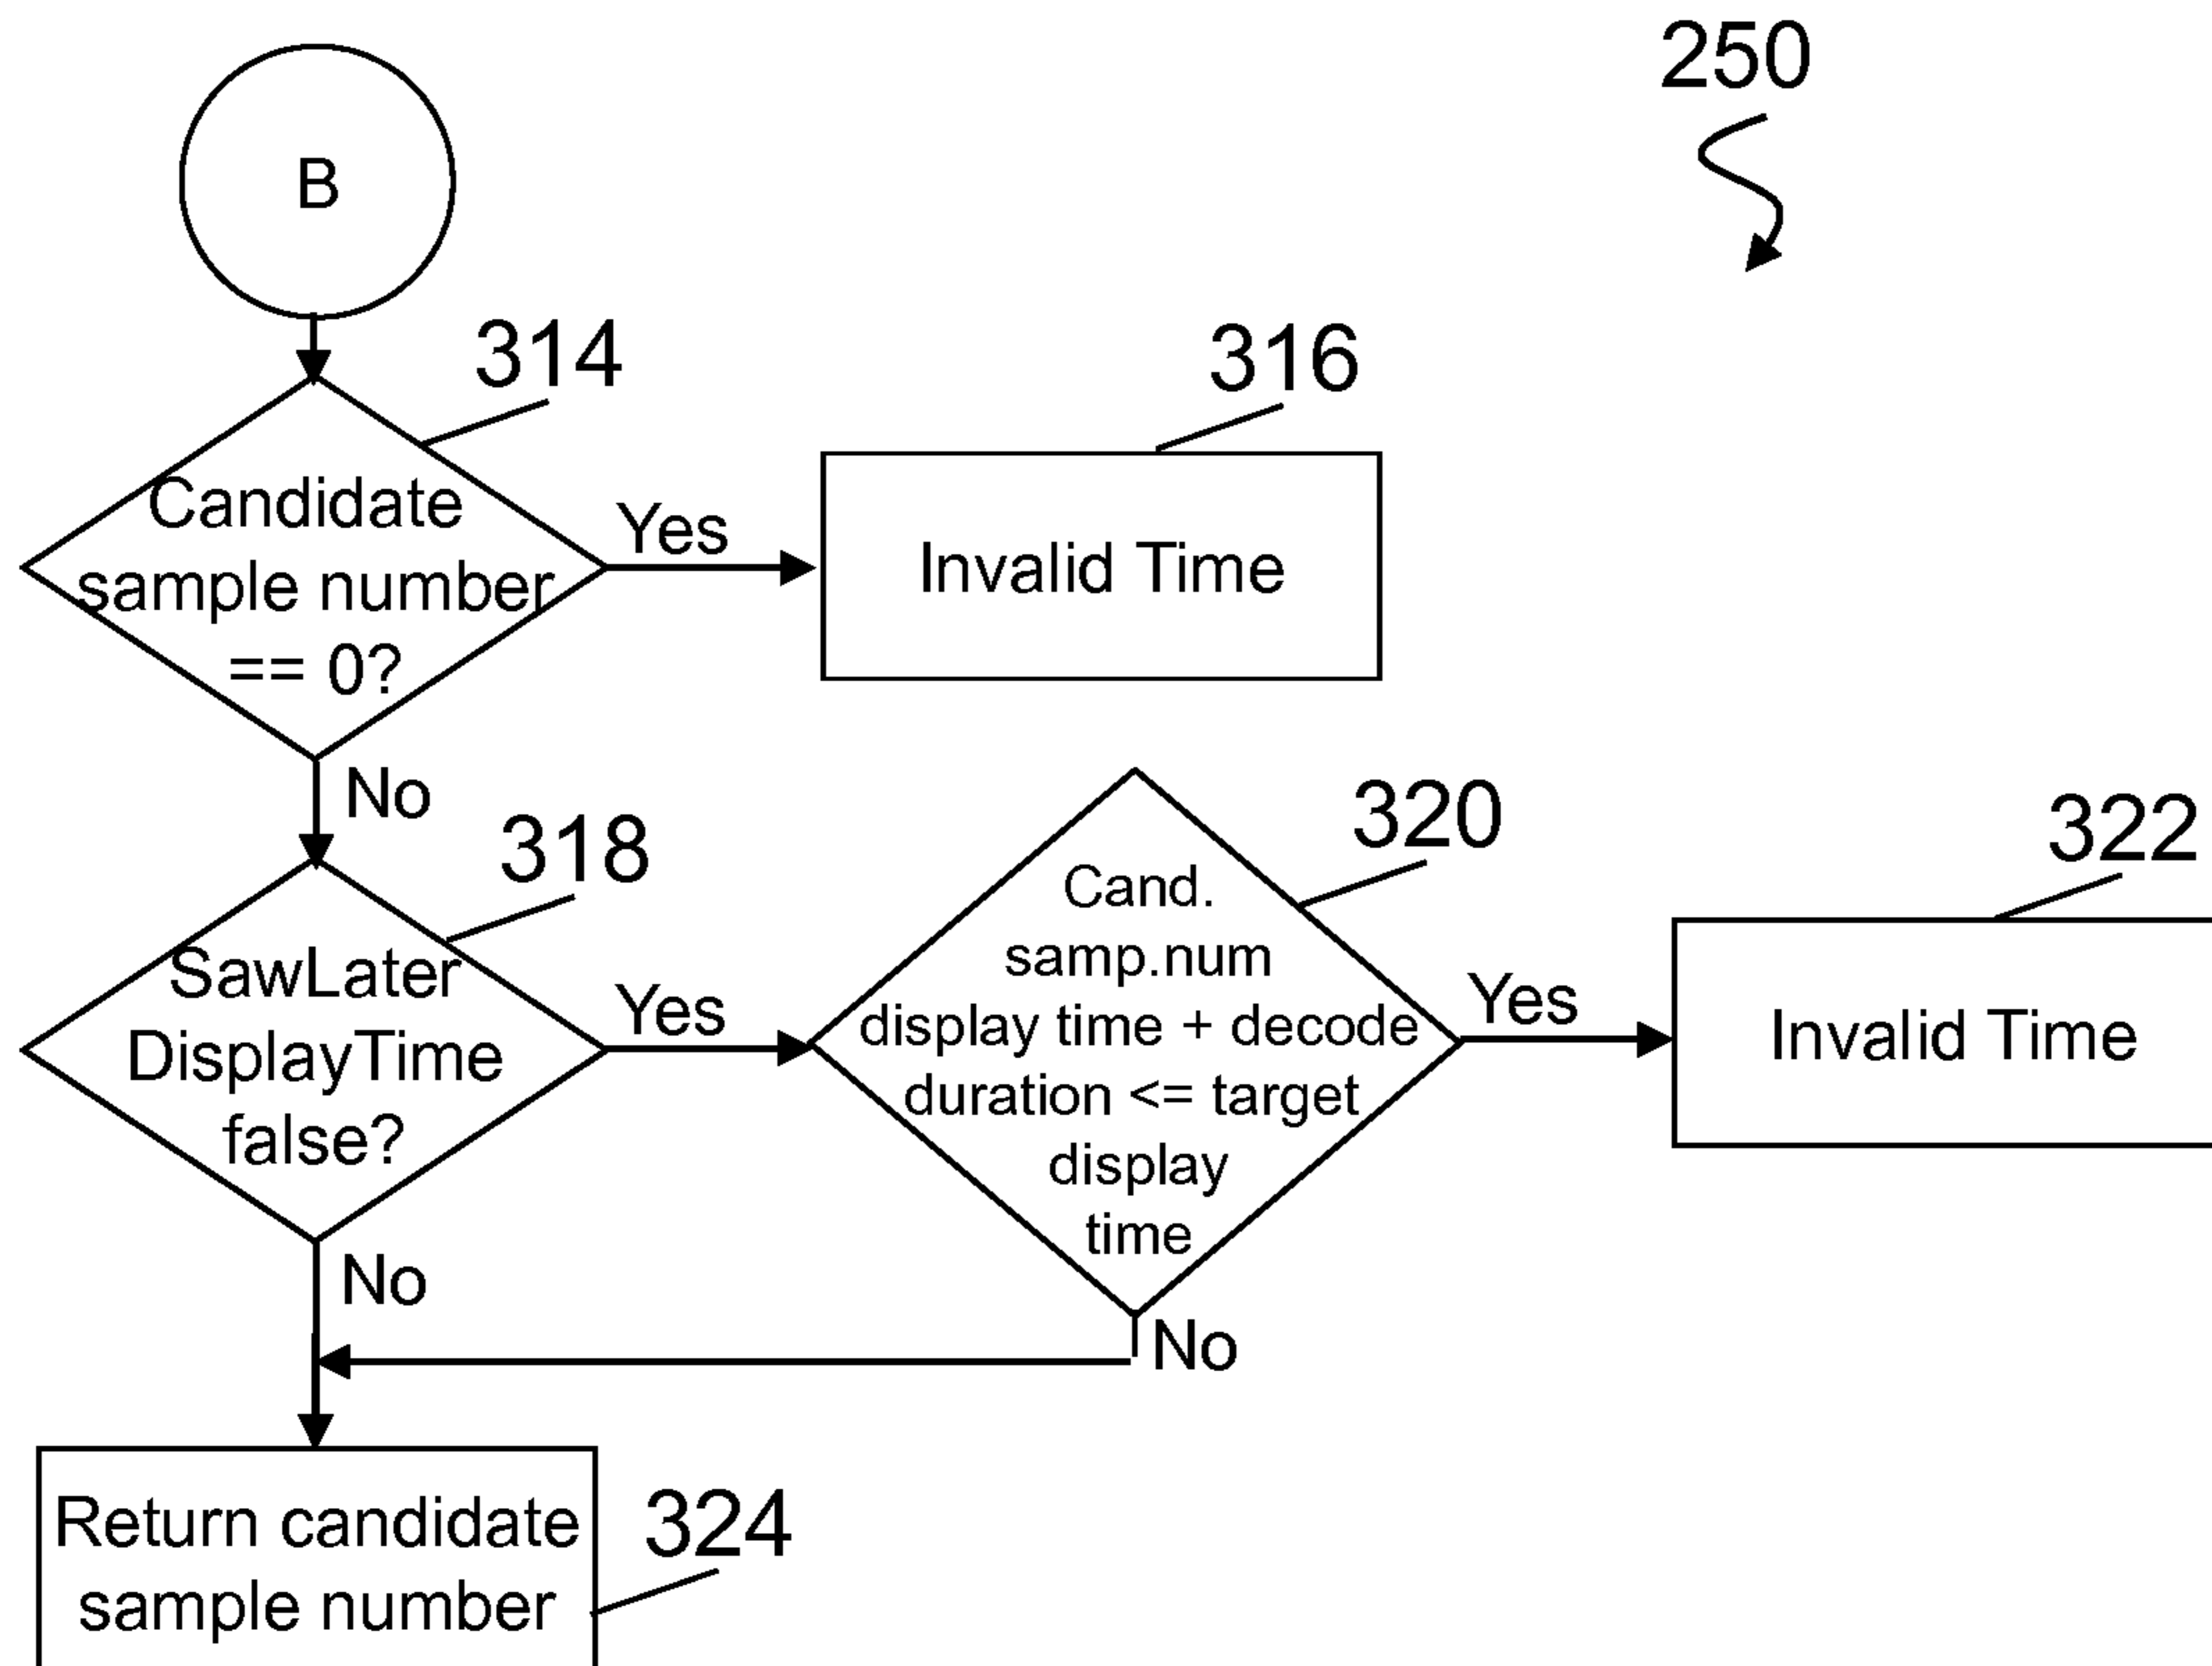 250
B
314
316
Candidate
sample number
== 0?
Yes
Invalid Time
No
318
320
322
SawLater
DisplayTime
false?
Yes
Cand.
samp.num
display time + decode
duration <= target
display
time
Yes
Invalid Time
No
No
Return candidate
sample number
324